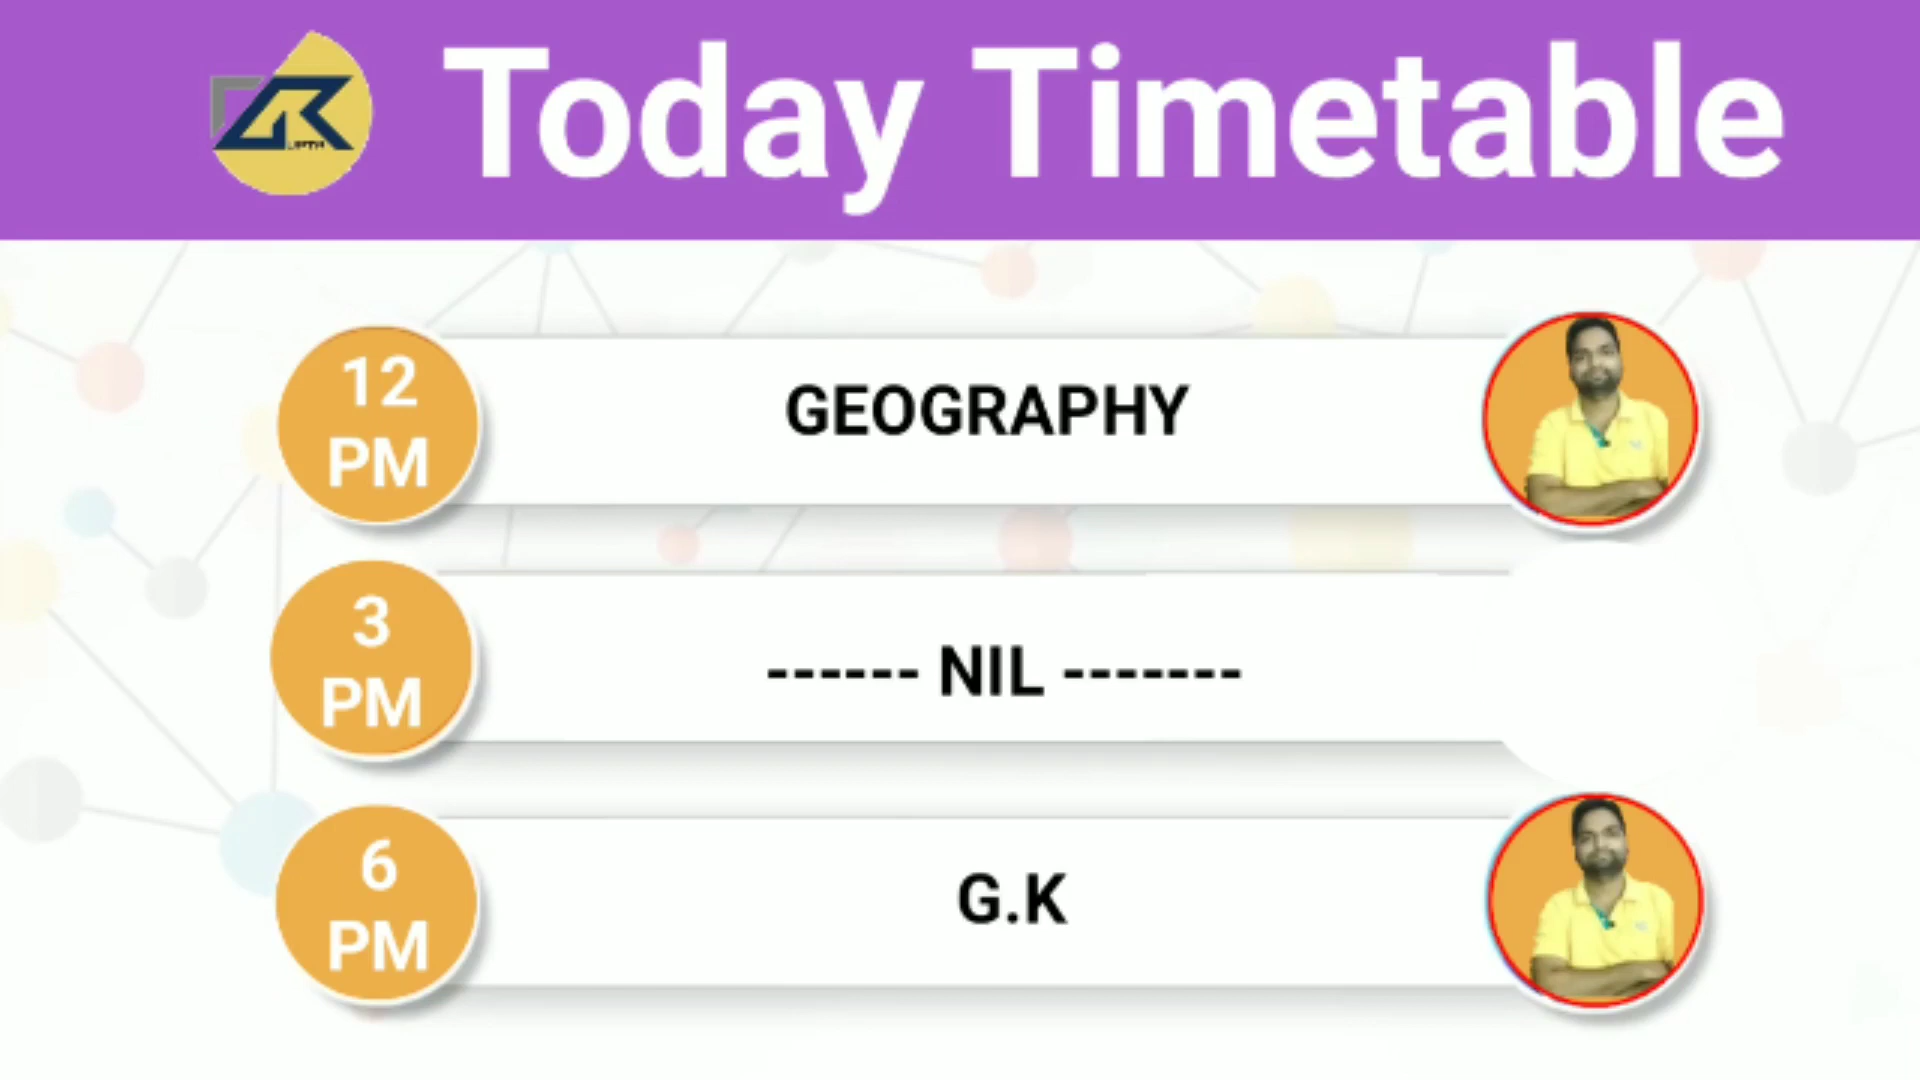 Today Timetable
12
PM
GEOGRAPHY
3
PM
------ NIL -------
6
PM
G.K